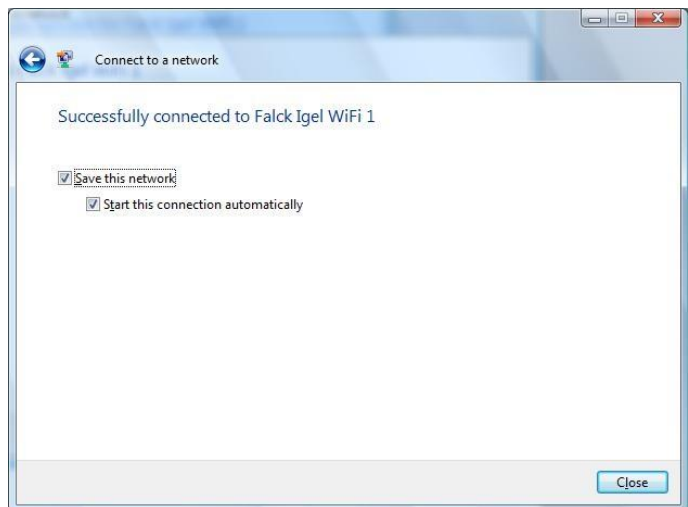 Connect to a network
Successfully connected to Falck Igel WiFi 1
Save this network
Start this connection automatically
Close